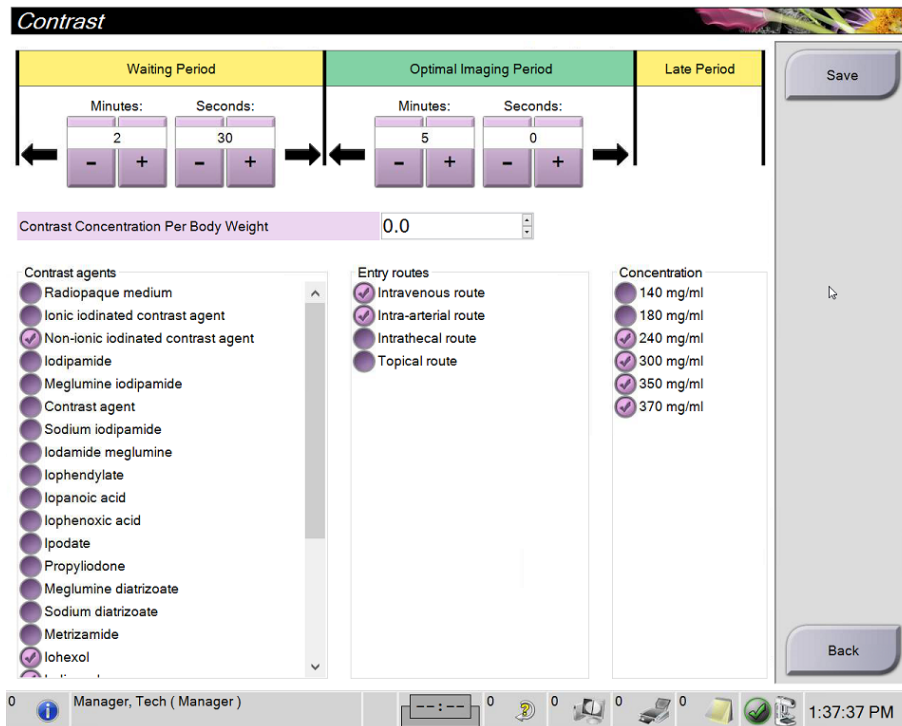 Contrast
Waiting Period
Optimal Imaging Period
Late Period
Save
Minutes:
Seconds:
Minutes:
Seconds:
2
30
5
0
- + - + - + - +
Contrast Concentration Per Body Weight
0.0
Contrast agents
Radiopaque medium
Ionic iodinated contrast agent
Non-ionic iodinated contrast agent
Iodipamide
Meglumine iodipamide
Contrast agent
Sodium iodipamide
Iodamide meglumine
Iophendylate
Iopanoic acid
Iophenoxic acid
Ipodate
Propyliodone
Meglumine diatrizoate
Sodium diatrizoate
Metrizamide
Iohexol
Entry routes
Intravenous route
Intra-arterial route
Intrathecal route
Topical route
Concentration
140 mg/ml
180 mg/ml
240 mg/ml
300 mg/ml
350 mg/ml
370 mg/ml
Back
0
Manager, Tech ( Manager )
--:--
0
0
0
0
1:37:37 PM